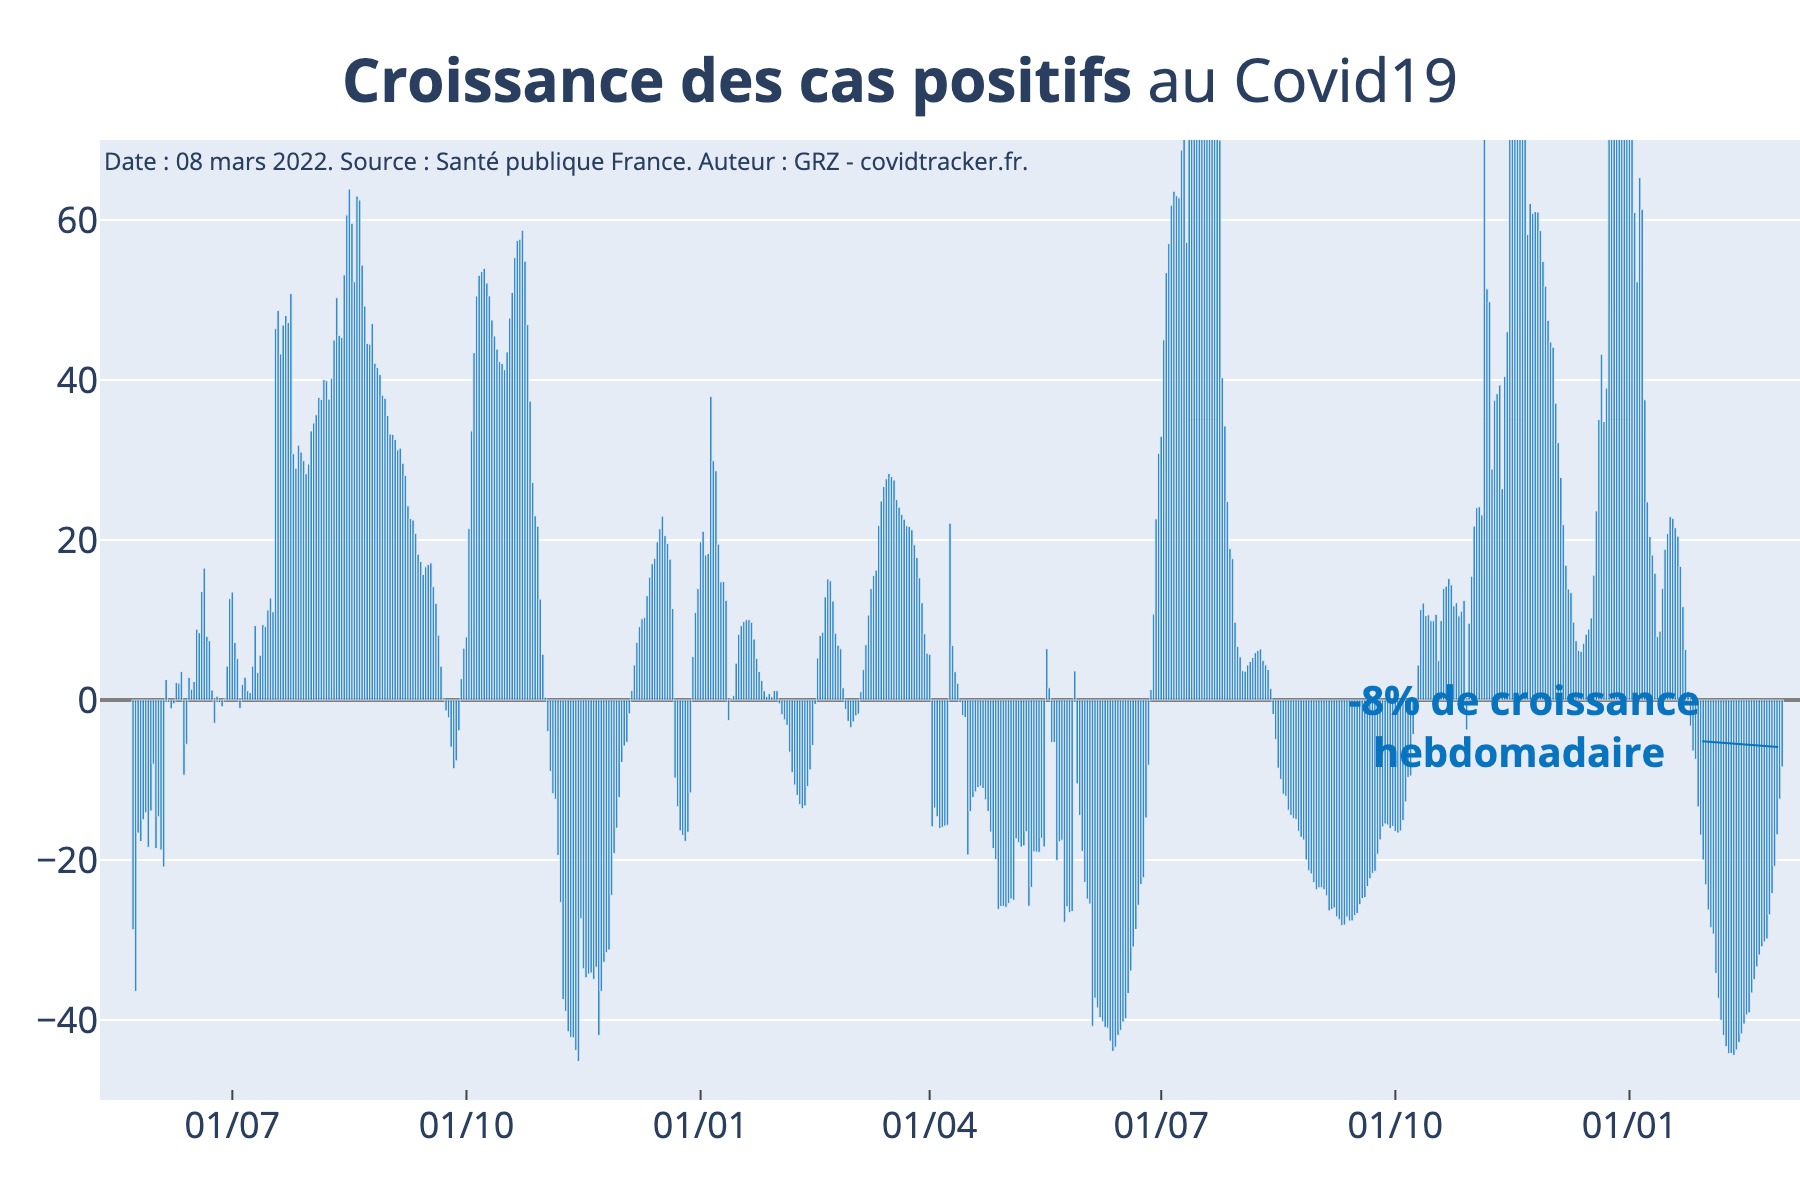 Croissance des cas positifs au Covid19
Date : 08 mars 2022. Source : Santé publique France. Auteur : GRZ - covidtracker.fr.
60
40
20
0
−20
−40
-8% de croissance
hebdomadaire
01/07 01/10 01/01 01/04 01/07 01/10 01/01